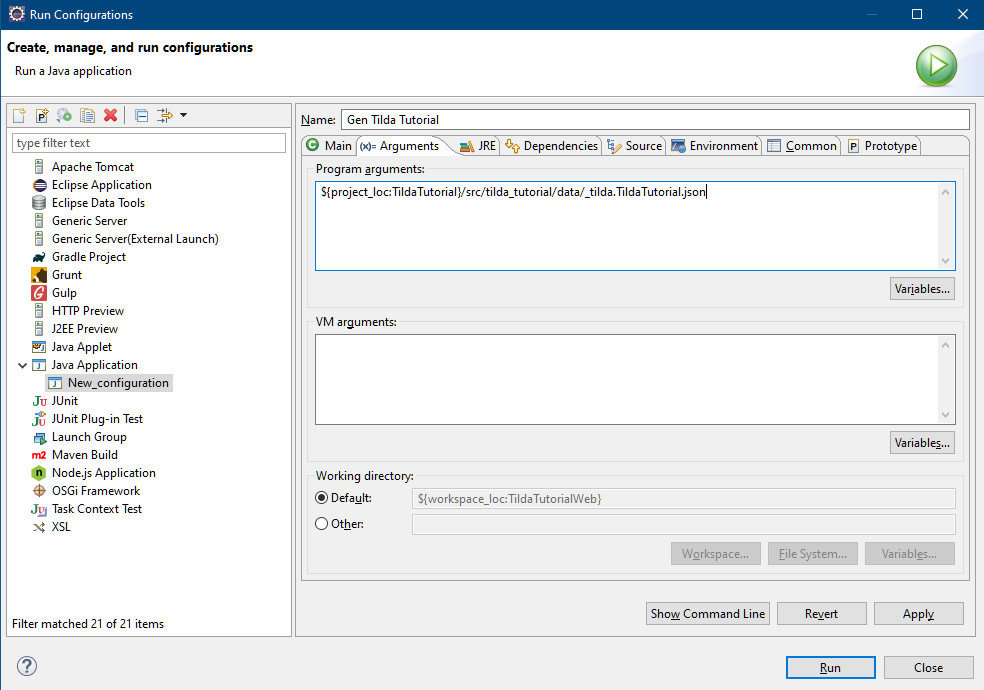 Run Configurations
Create, manage, and run configurations
Run a Java application
type filter text
Apache Tomcat
Eclipse Application
Eclipse Data Tools
Generic Server
Generic Server(External Launch)
Gradle Project
Grunt
Gulp
HTTP Preview
J2EE Preview
Java Applet
Java Application
New_configuration
JUnit
JUnit Plug-in Test
Launch Group
Maven Build
Node.js Application
OSGi Framework
Task Context Test
XSL
Filter matched 21 of 21 items
Name: Gen Tilda Tutorial
Main (x)= Arguments JRE Dependencies Source Environment Common Prototype
Program arguments:
${project_loc:TildaTutorial}/src/tilda_tutorial/data/_tilda.TildaTutorial.json
Variables...
VM arguments:
Variables...
Working directory:
Default: ${workspace_loc:TildaTutorialWeb}
Other:
Workspace... File System... Variables...
Show Command Line Revert Apply
Run Close